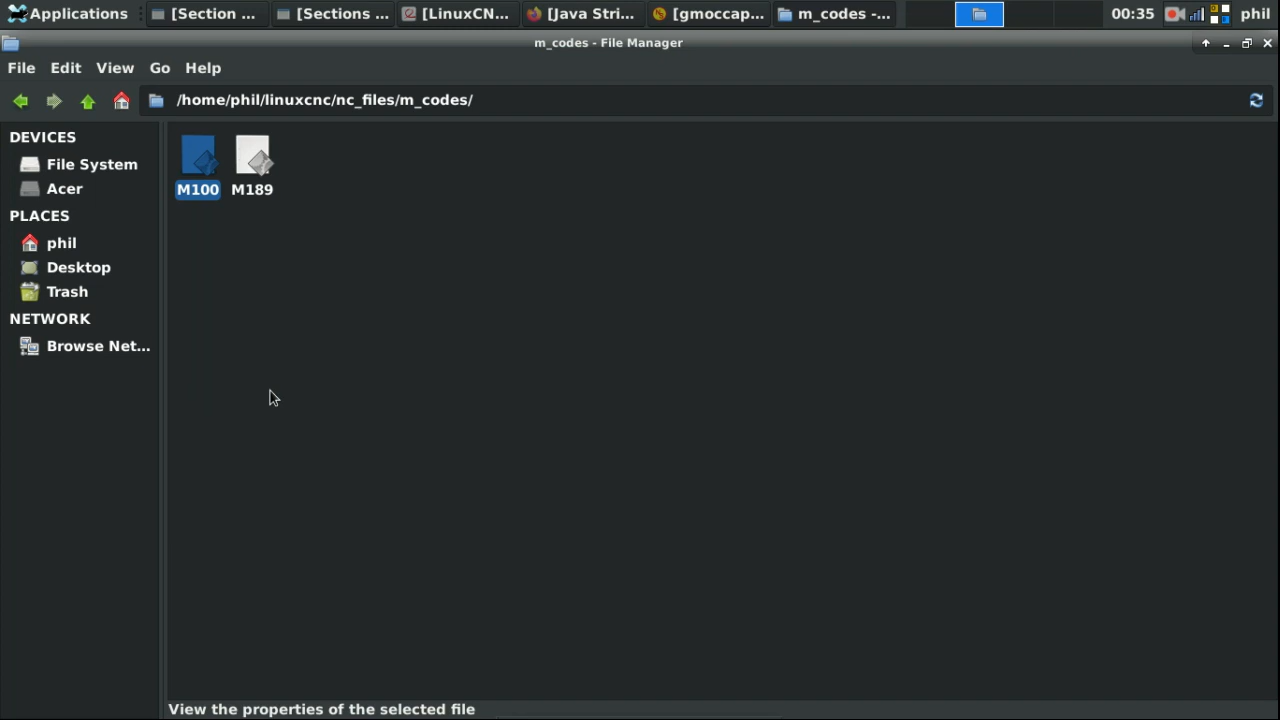 Applications [Section ... [Sections ... [LinuxCN... [Java Stri... [gmoccap... m_codes -... 00:35 phil
m_codes - File Manager
File Edit View Go Help
/home/phil/linuxcnc/nc_files/m_codes/
DEVICES
File System
Acer
PLACES
phil
Desktop
Trash
NETWORK
Browse Net...
M100 M189
View the properties of the selected file